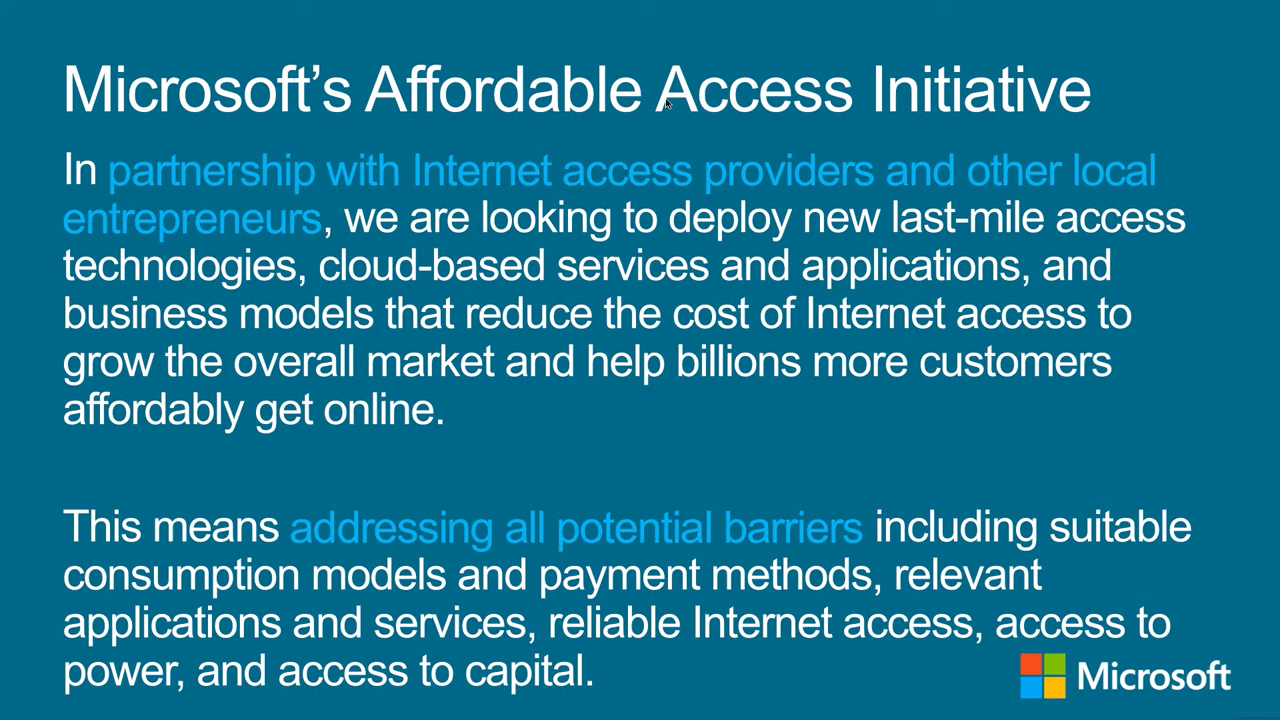 Microsoft’s Affordable Access Initiative
In partnership with Internet access providers and other local
entrepreneurs, we are looking to deploy new last-mile access
technologies, cloud-based services and applications, and
business models that reduce the cost of Internet access to
grow the overall market and help billions more customers
affordably get online.
This means addressing all potential barriers including suitable
consumption models and payment methods, relevant
applications and services, reliable Internet access, access to
power, and access to capital.
Microsoft